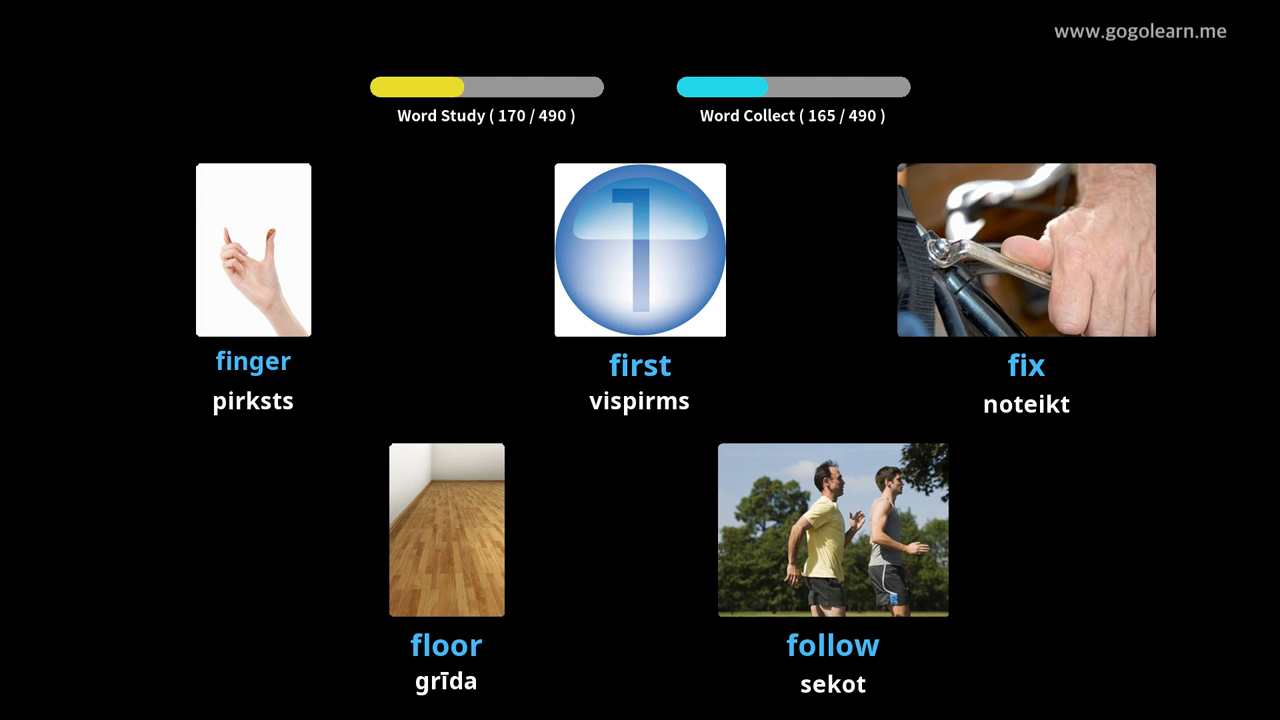 www.gogolearn.me
Word Study ( 170 / 490 )
Word Collect ( 165 / 490 )
1
finger
pirksts
first
vispirms
fix
noteikt
floor
grīda
follow
sekot